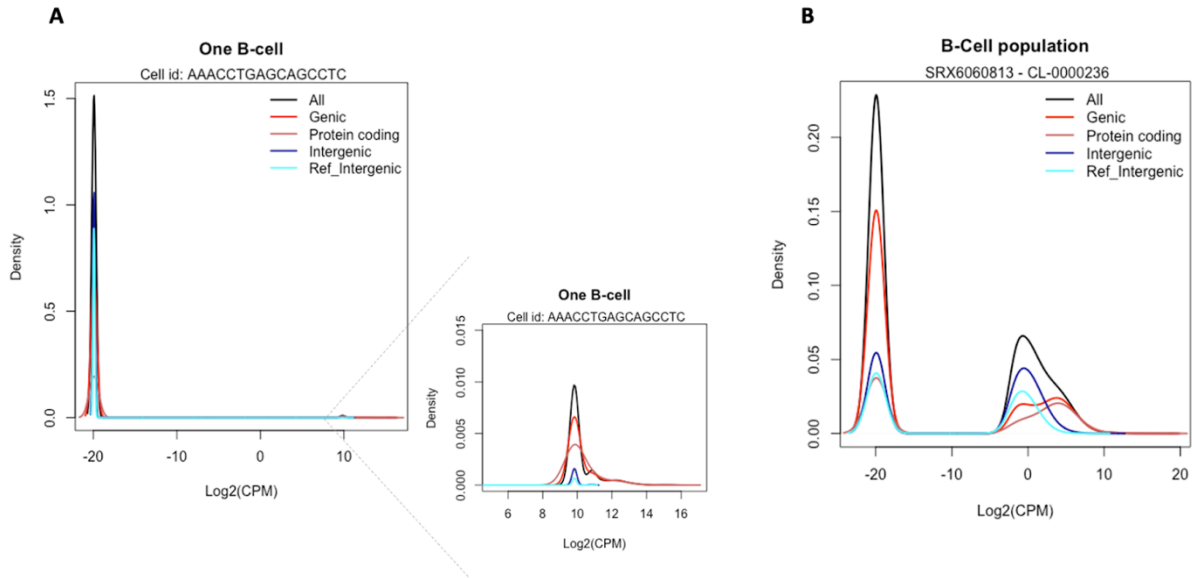 A
One B-cell
Cell id: AAACCTGAGCAGCCTC
All
Genic
Protein coding
Intergenic
Ref_Intergenic
1.5
1.0
0.5
0.0
Density
-20 -10 0 10
Log2(CPM)
One B-cell
Cell id: AAACCTGAGCAGCCTC
0.015
0.010
0.005
0.000
Density
6 8 10 12 14 16
Log2(CPM)
B
B-Cell population
SRX6060813 - CL-0000236
All
Genic
Protein coding
Intergenic
Ref_Intergenic
0.20
0.15
0.10
0.05
0.00
Density
-20 -10 0 10 20
Log2(CPM)